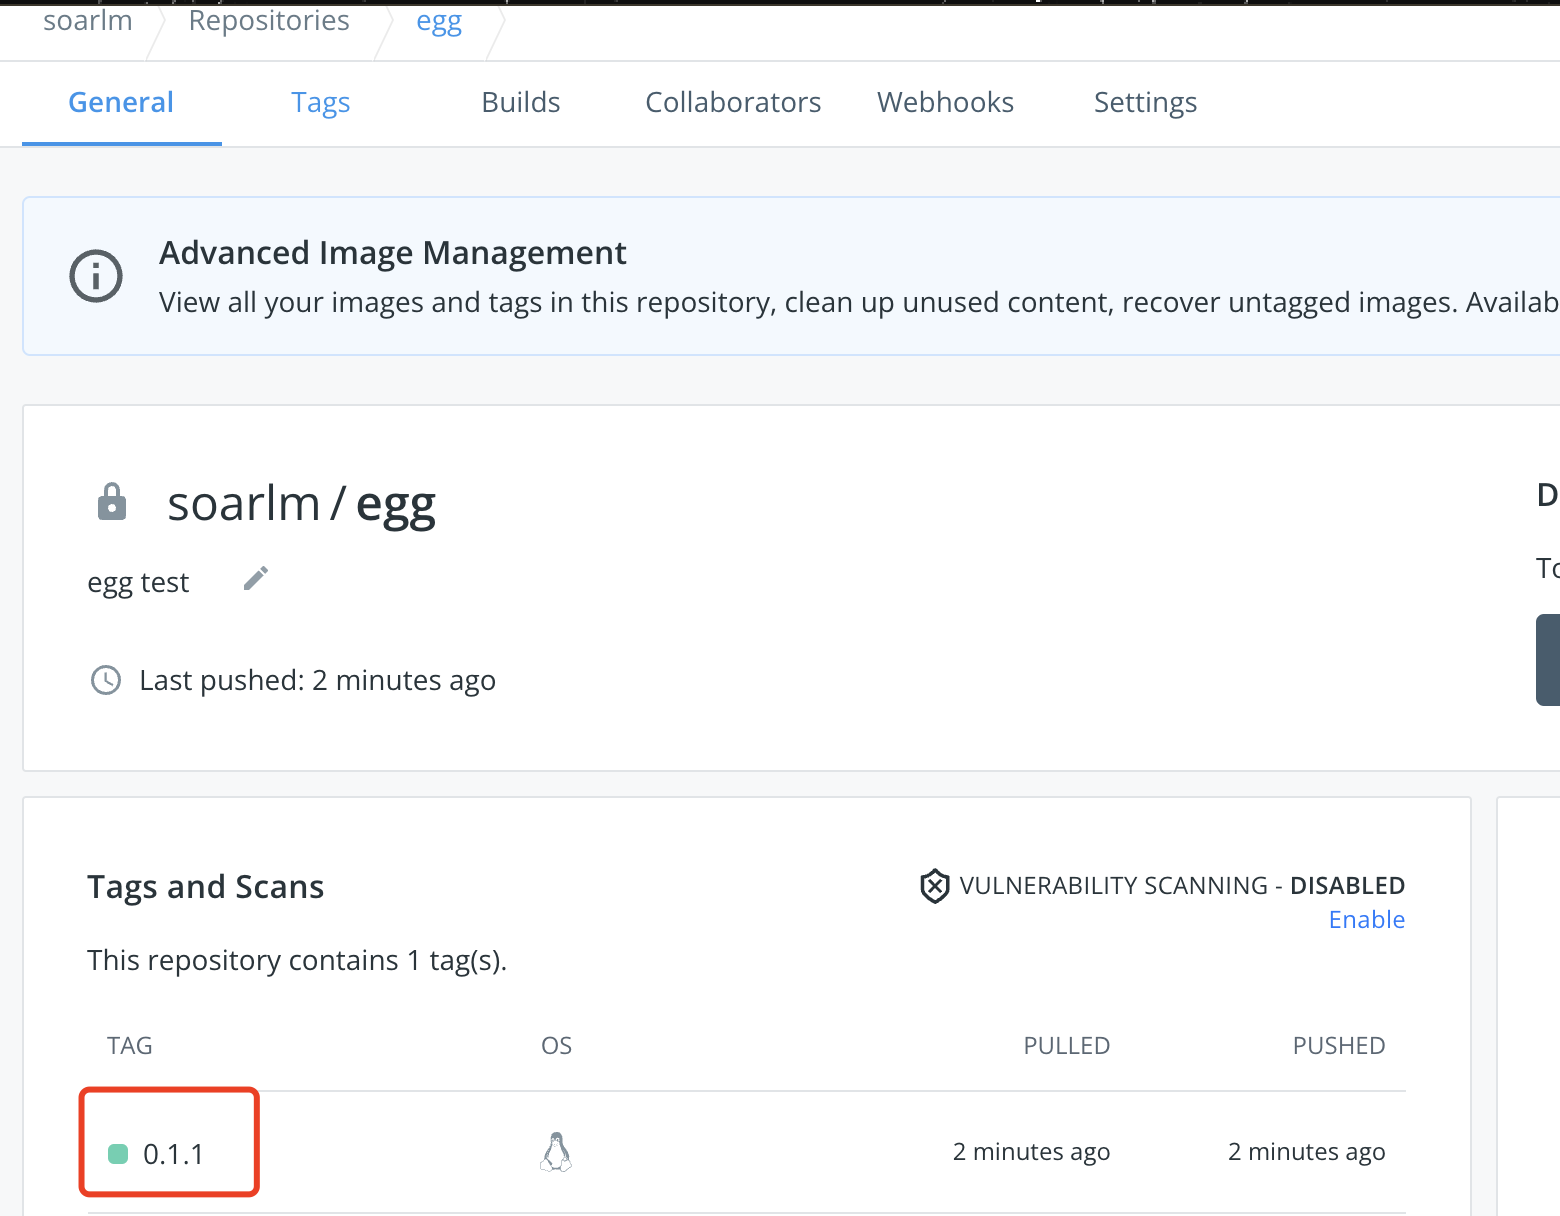 soarlm Repositories egg
General Tags Builds Collaborators Webhooks Settings
Advanced Image Management
View all your images and tags in this repository, clean up unused content, recover untagged images.
soarlm / egg
egg test
Last pushed: 2 minutes ago
Tags and Scans
VULNERABILITY SCANNING - DISABLED
Enable
This repository contains 1 tag(s).
TAG OS PULLED PUSHED
0.1.1 2 minutes ago 2 minutes ago